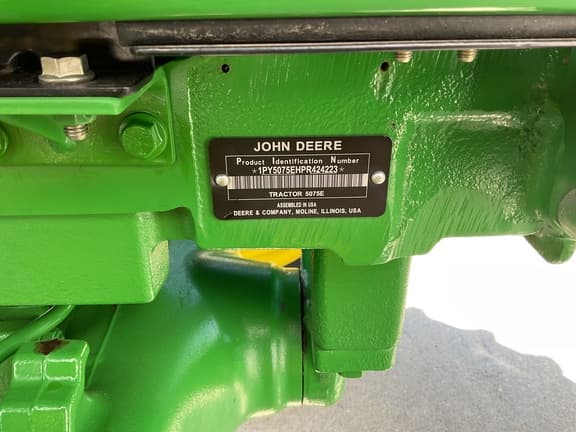 JOHN DEERE
Product Identification Number
*1PY5075EHPR424223*
TRACTOR 5075E
ASSEMBLED IN USA
DEERE & COMPANY, MOLINE, ILLINOIS, USA